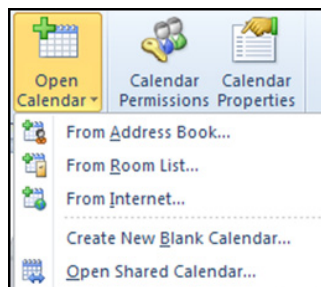 Open Calendar Calendar
Calendar Permissions Properties
From Address Book...
From Room List...
From Internet...
Create New Blank Calendar...
Open Shared Calendar...